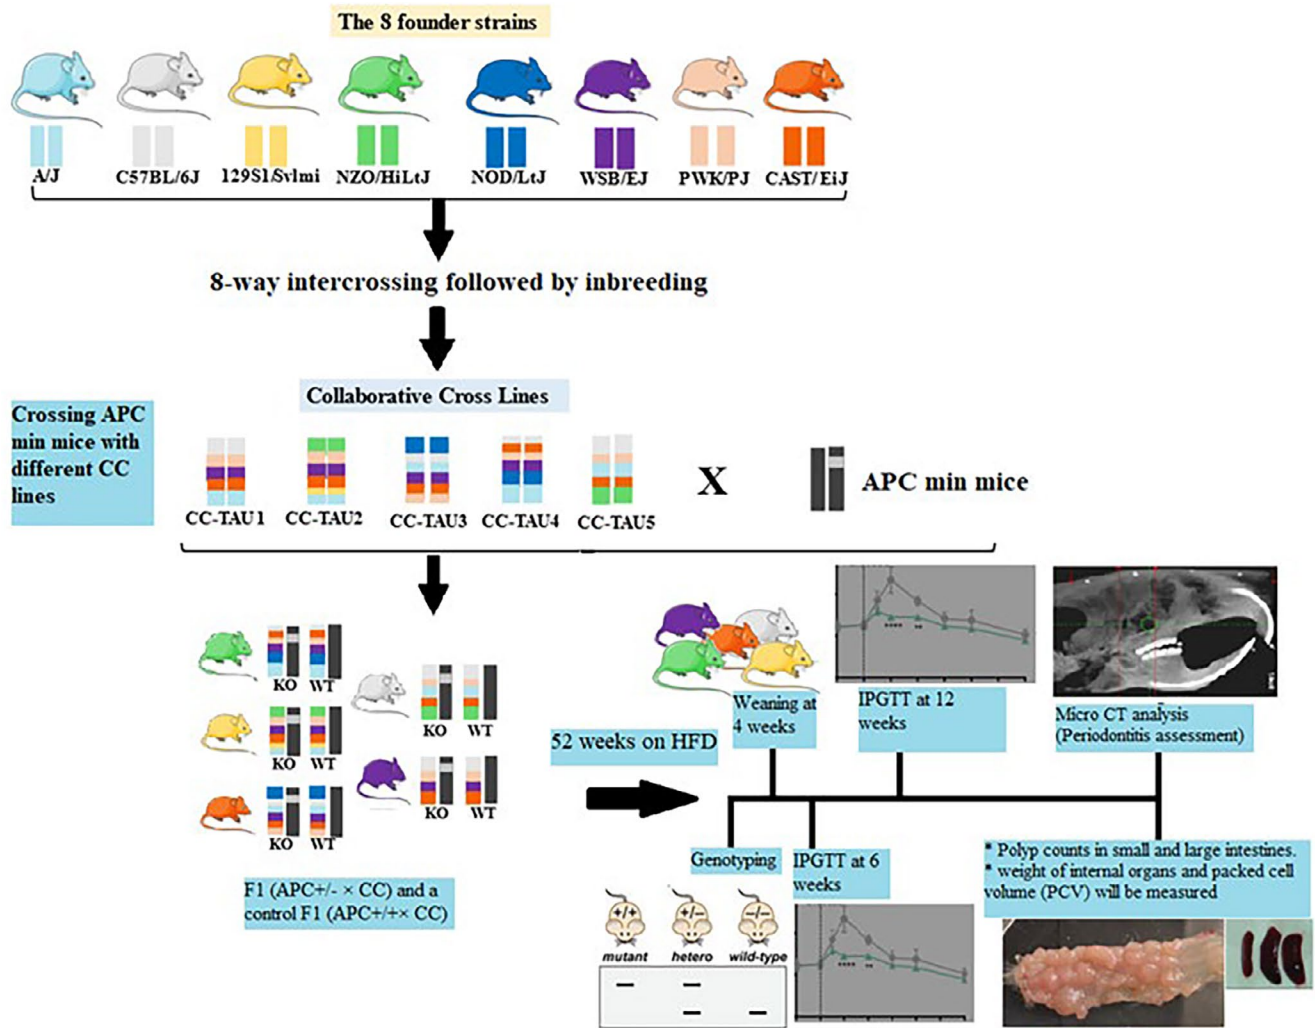 The 8 founder strains
A/J
C57BL/6J
129S1/Svlmi
NZO/HiLtJ
NOD/LtJ
WSB/EJ
PWK/PJ
CAST/EiJ
8-way intercrossing followed by inbreeding
Collaborative Cross Lines
Crossing APC
min mice with
different CC
lines
CC-TAU1
CC-TAU2
CC-TAU3
CC-TAU4
CC-TAU5
X
APC min mice
KO
WT
KO
WT
KO
WT
KO
WT
KO
WT
F1 (APC+/- × CC) and a
control F1 (APC+/+× CC)
52 weeks on HFD
Weaning at
4 weeks
****
**
IPGTT at 12
weeks
Micro CT analysis
(Periodontitis assessment)
Genotyping
IPGTT at 6
weeks
* Polyp counts in small and large intestines.
* weight of internal organs and packed cell
volume (PCV) will be measured
+/+
+/−
−/−
mutant
hetero
wild-type
****
**